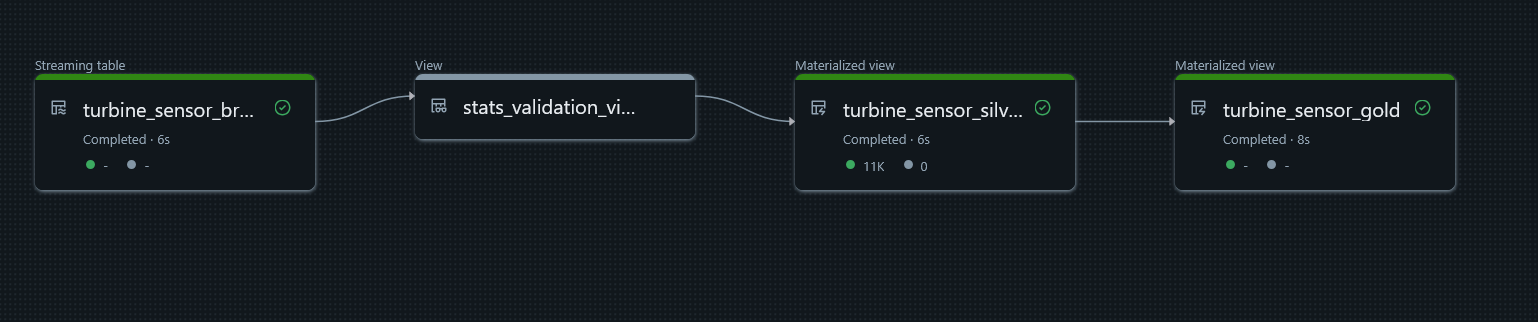 Streaming table
turbine_sensor_br...
Completed · 6s
- -
View
stats_validation_vi...
Materialized view
turbine_sensor_silv...
Completed · 6s
11K 0
Materialized view
turbine_sensor_gold
Completed · 8s
- -